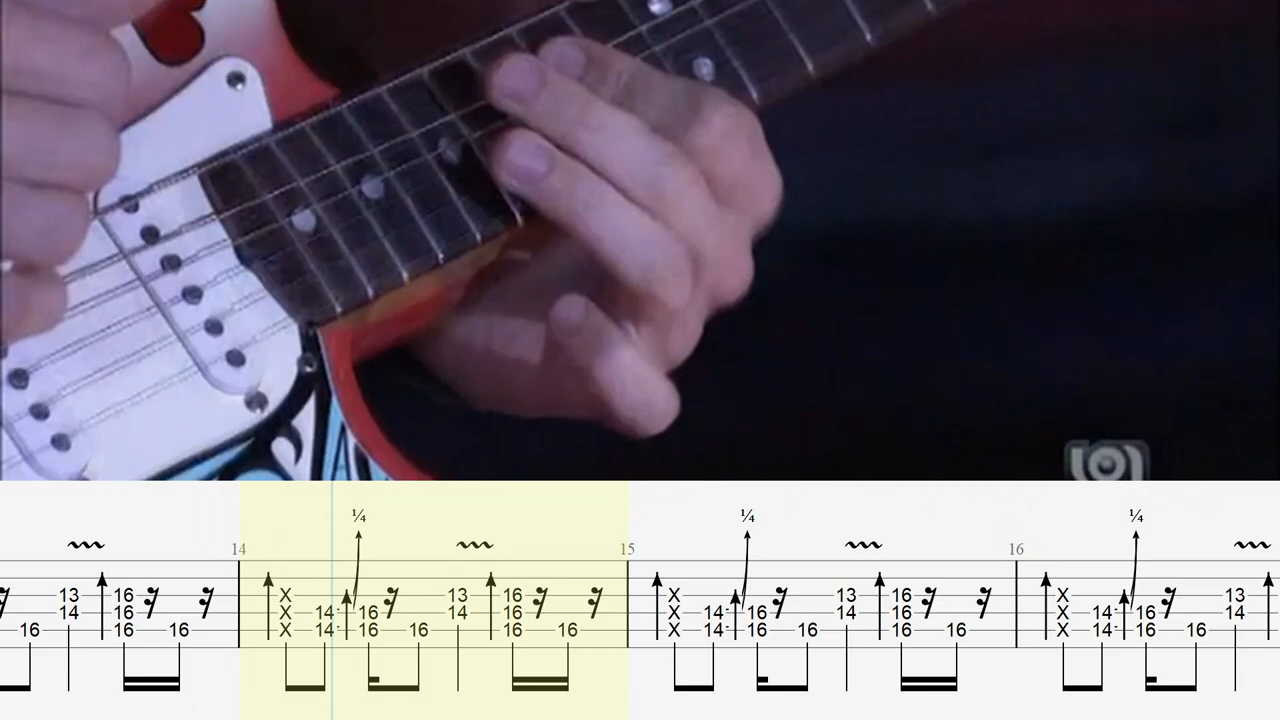 ¼ ¼ ¼
14 15 16
13 16 X 13 16 X 13 16 X 13
14 16 X 14 16 14 16 X 14 16 14 16 X 14 16 14
16 16 16 X 14 16 16 16 16 X 14 16 16 16 16 X 14 16 16